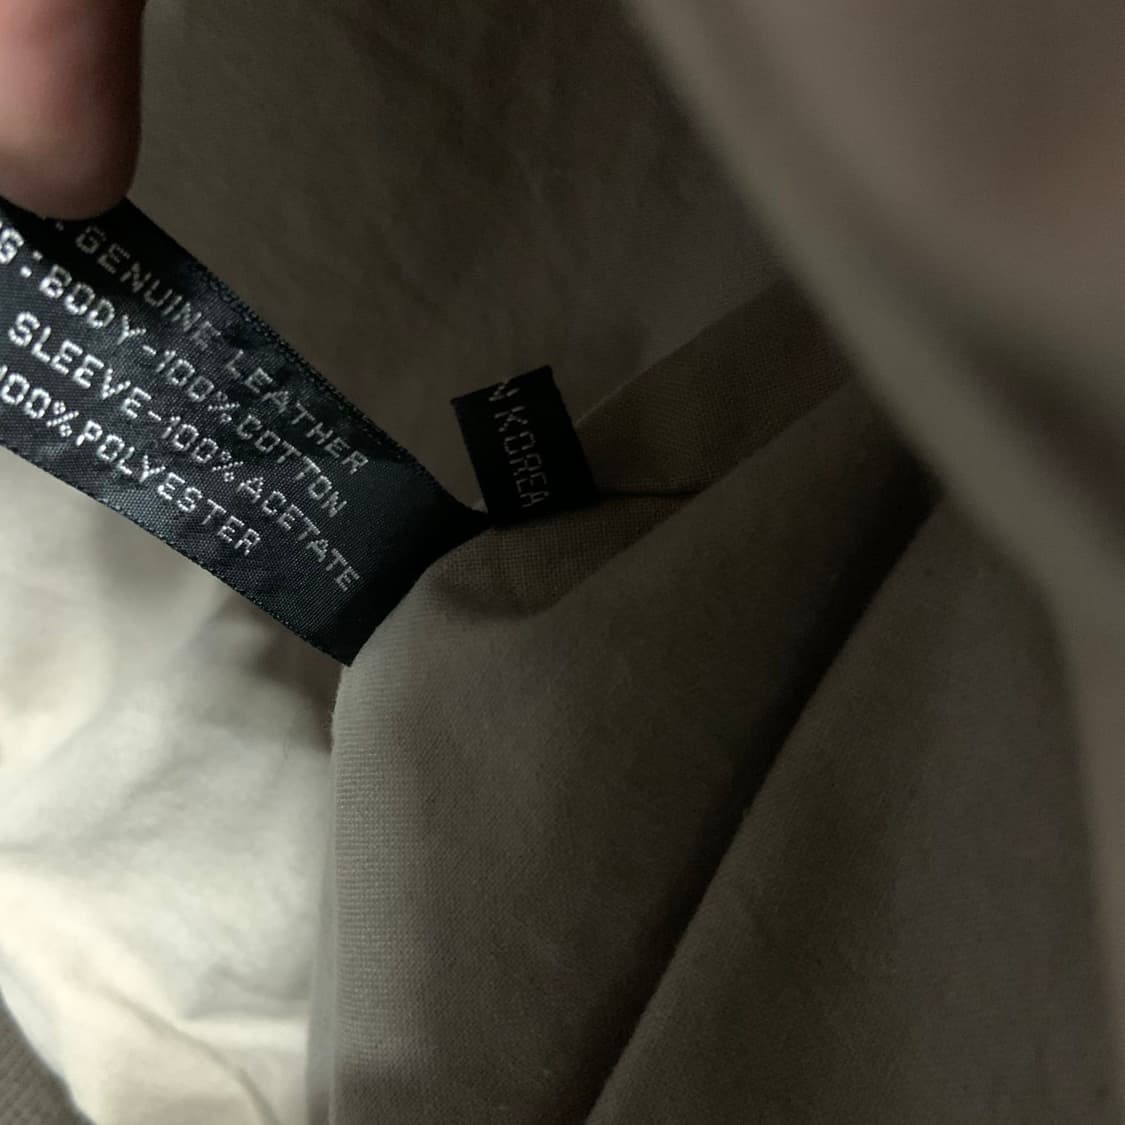 : GENUINE LEATHER
G:BODY-100%COTTON
SLEEVE-100%ACETATE
100%POLYESTER
N KOREA